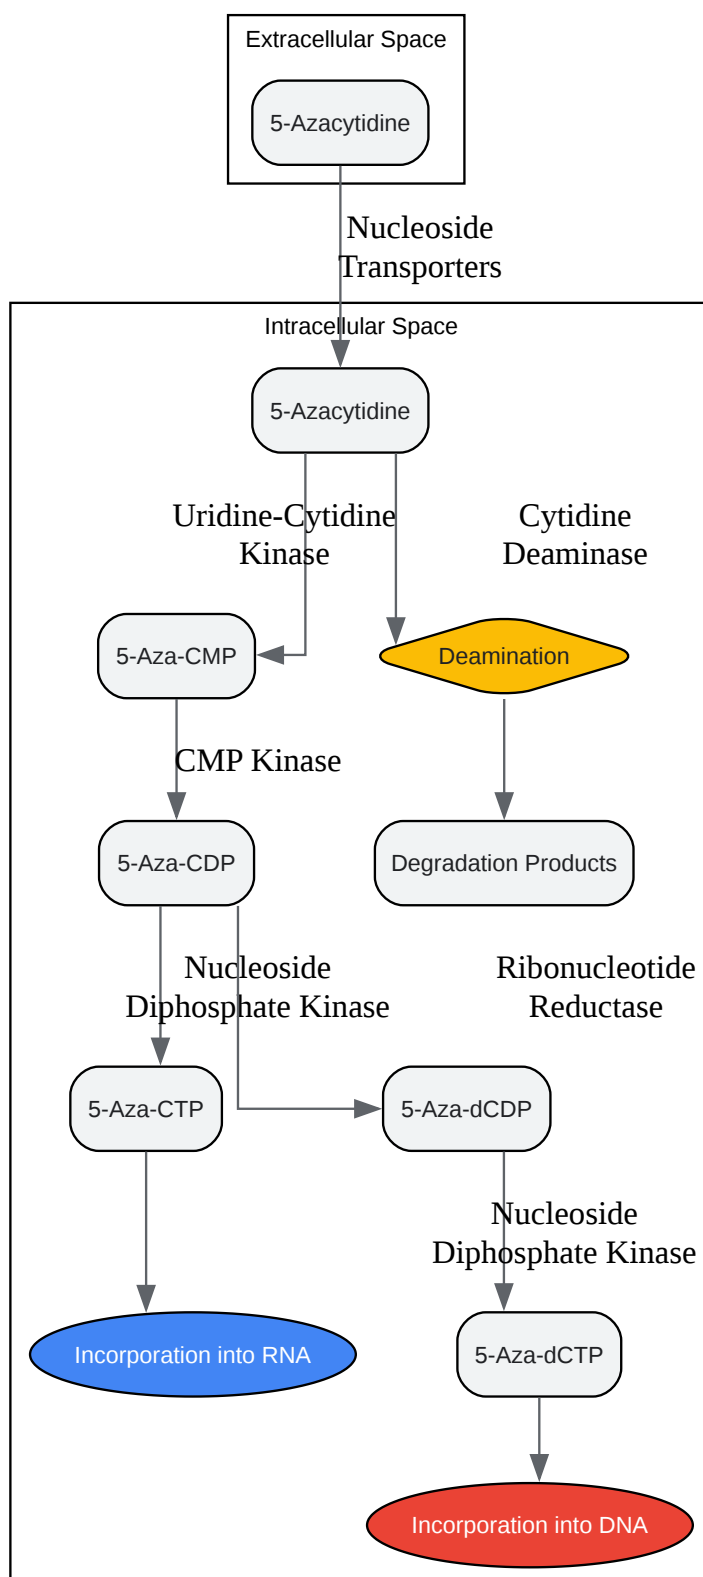 Extracellular Space
5-Azacytidine
Nucleoside
Transporters
Intracellular Space
5-Azacytidine
Uridine-Cytidine
Kinase
Cytidine
Deaminase
5-Aza-CMP
Deamination
CMP Kinase
5-Aza-CDP
Degradation Products
Nucleoside
Diphosphate Kinase
Ribonucleotide
Reductase
5-Aza-CTP
5-Aza-dCDP
Nucleoside
Diphosphate Kinase
Incorporation into RNA
5-Aza-dCTP
Incorporation into DNA